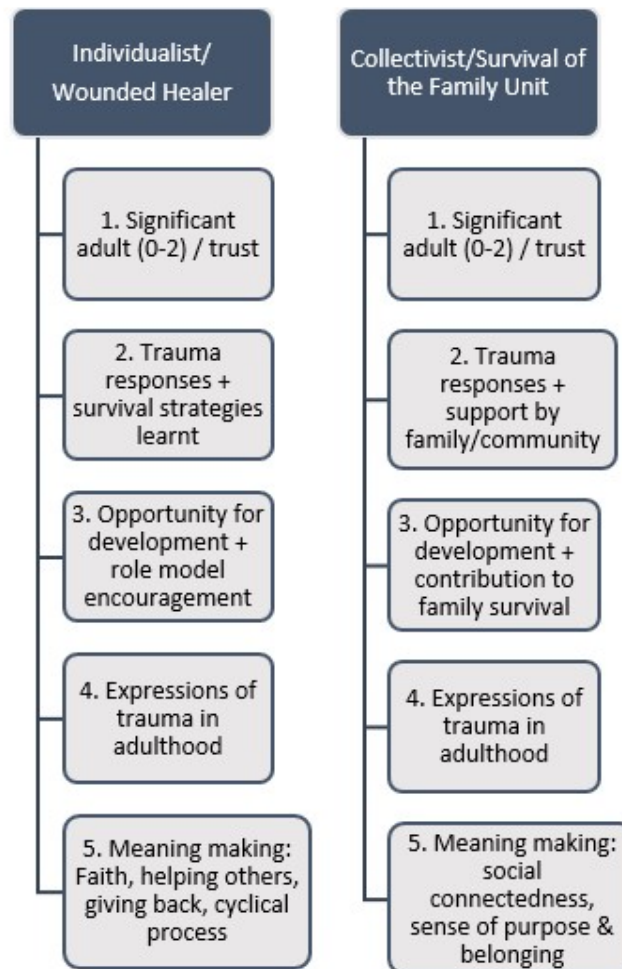 Individualist/
Wounded Healer
1. Significant
adult (0-2) / trust
2. Trauma
responses +
survival strategies
learnt
3. Opportunity for
development +
role model
encouragement
4. Expressions of
trauma in
adulthood
5. Meaning making:
Faith, helping others,
giving back, cyclical
process
Collectivist/Survival of
the Family Unit
1. Significant
adult (0-2) / trust
2. Trauma
responses +
support by
family/community
3. Opportunity for
development +
contribution to
family survival
4. Expressions of
trauma in
adulthood
5. Meaning making:
social
connectedness,
sense of purpose &
belonging